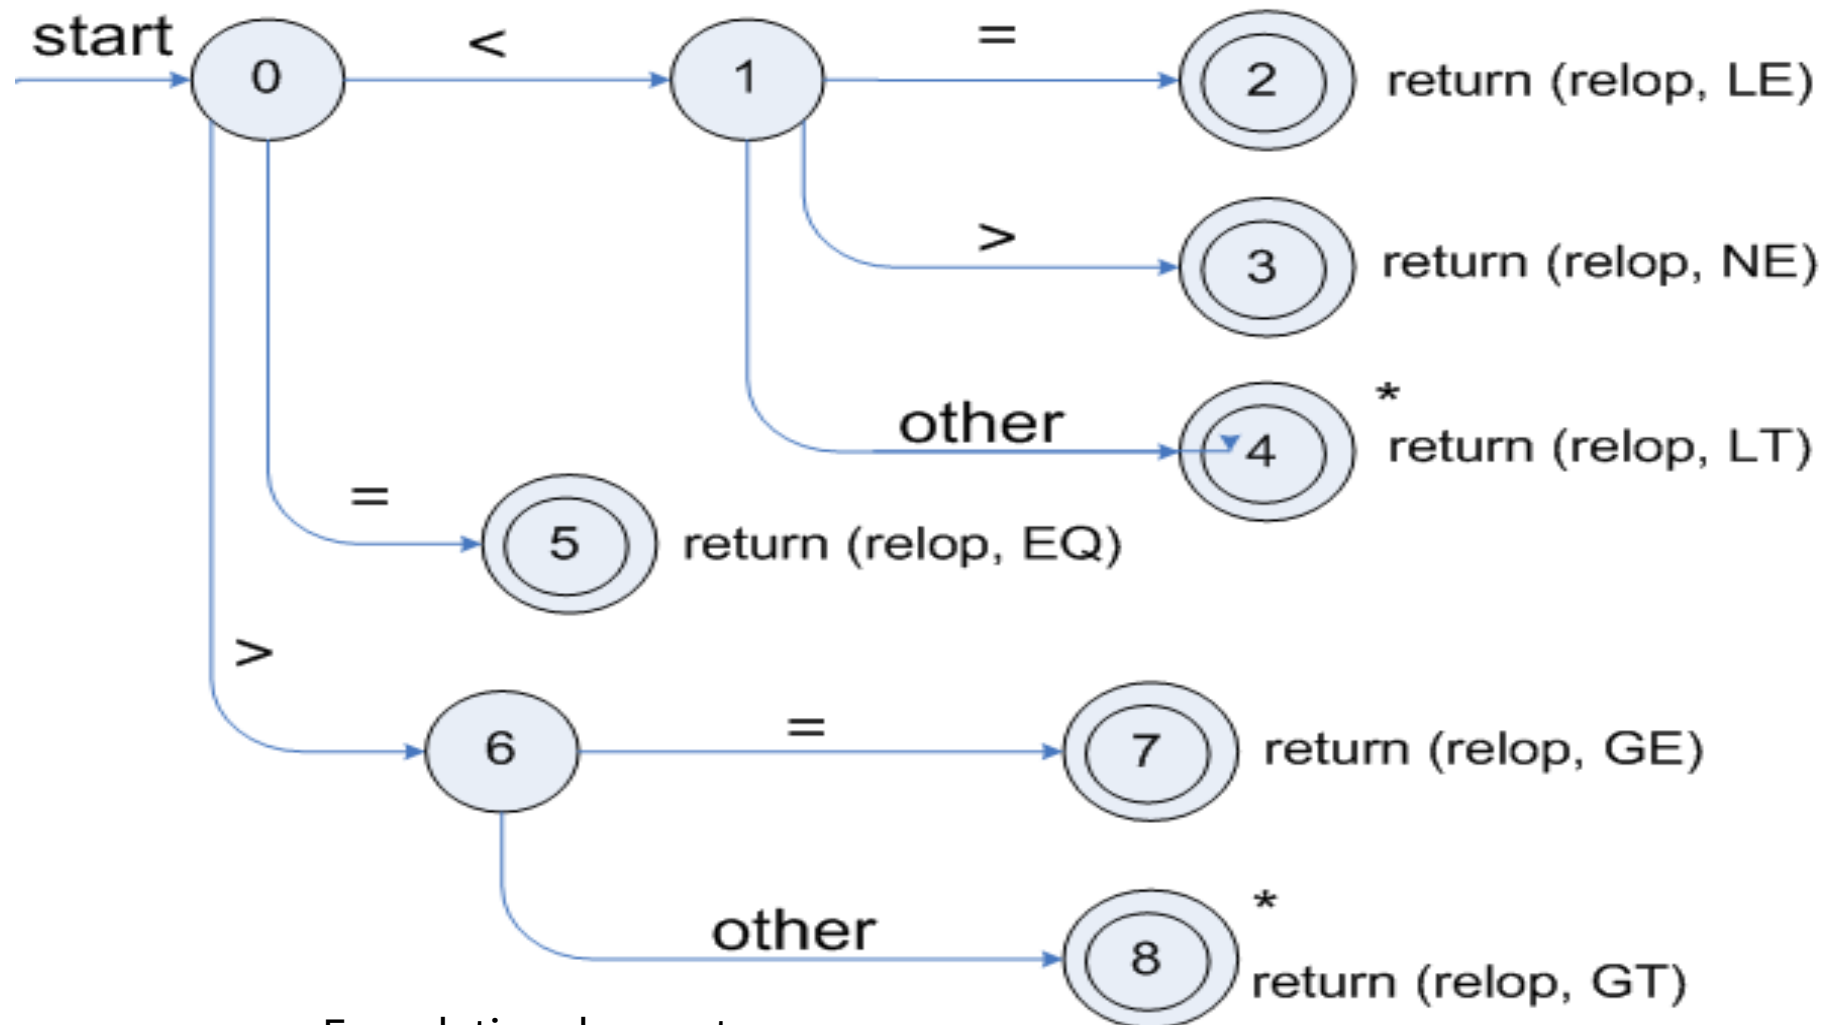 start 0 < 1 = 2 return (relop, LE)
> 3 return (relop, NE)
*
other 4 return (relop, LT)
= 5 return (relop, EQ)
>
6 = 7 return (relop, GE)
*
other 8 return (relop, GT)